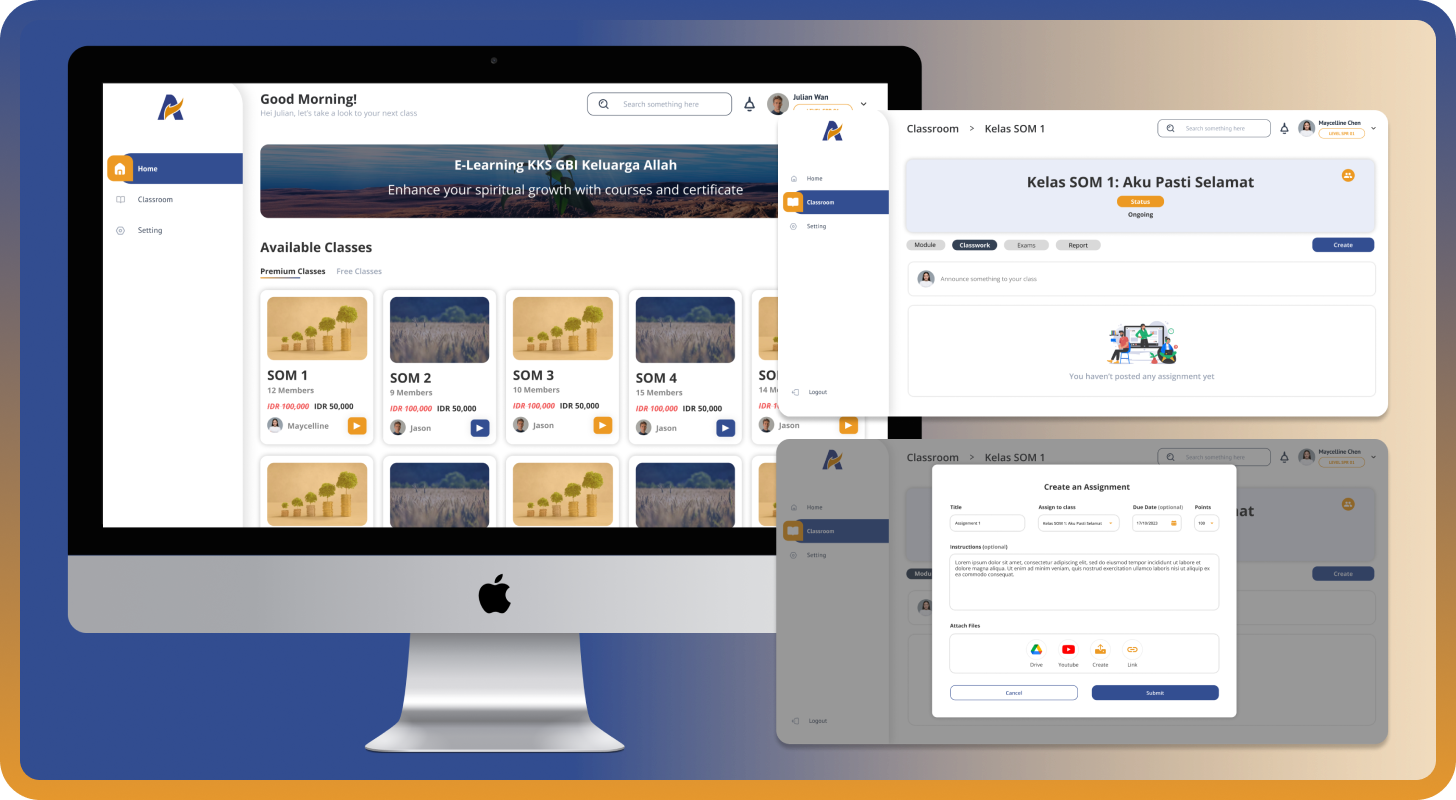 Good Morning!
Hei Julian, let's take a look to your next class
Search something here
Julian Wan
Home
Classroom
Setting
E-Learning KKS GBI Keluarga Allah
Enhance your spiritual growth with courses and certificate
Available Classes
Premium Classes
Free Classes
SOM 1
12 Members
IDR 100,000 IDR 50,000
Maycelline
SOM 2
9 Members
IDR 100,000 IDR 50,000
Jason
SOM 3
10 Members
IDR 100,000 IDR 50,000
Jason
SOM 4
15 Members
IDR 100,000 IDR 50,000
Jason
SO
14 M
IDR 1
Jason
Classroom > Kelas SOM 1
Search something here
Maycelline Chen
Home
Classroom
Setting
Logout
Kelas SOM 1: Aku Pasti Selamat
Status
Ongoing
Module
Classwork
Exams
Report
Create
Announce something to your class
You haven't posted any assignment yet
Classroom > Kelas SOM 1
Search something here
Maycelline Chen
Home
Classroom
Setting
Logout
at
Modu
Create
Create an Assignment
Title
Assign to class
Due Date (optional)
Points
Assignment 1
Kelas SOM 1: Aku Pasti Selamat
17/10/2023
100
Instructions (optional)
Lorem ipsum dolor sit amet, consectetur adipiscing elit, sed do eiusmod tempor incididunt ut labore et
dolore magna aliqua. Ut enim ad minim veniam, quis nostrud exercitation ullamco laboris nisi ut aliquip ex
ea commodo consequat.
Attach Files
Drive
Youtube
Create
Link
Cancel
Submit